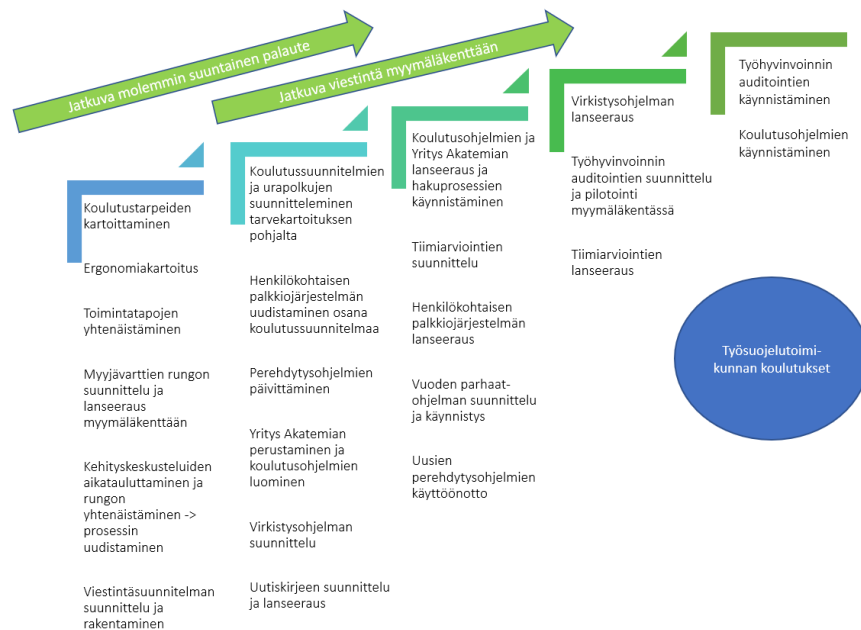 Jatkuva molemmin suuntainen palaute
Jatkuva viestintä myymäläkenttään
Koulutustarpeiden
kartoittaminen
Ergonomiakartoitus
Toimintatapojen
yhtenäistäminen
Myyjävarttien rungon
suunnittelu ja
lanseeraus
myymäläkenttään
Kehityskeskusteluiden
aikatauluttaminen ja
rungon
yhtenäistäminen ->
prosessin
uudistaminen
Viestintäsuunnitelman
suunnittelu ja
rakentaminen
Koulutussuunnitelmien
ja urapolkujen
suunnitteleminen
tarvekartoituksen
pohjalta
Henkilökohtaisen
palkkiojärjestelmän
uudistaminen osana
koulutussuunnitelmaa
Perehdytysohjelmien
päivittäminen
Yritys Akatemian
perustaminen ja
koulutusohjelmien
luominen
Virkistysohjelman
suunnittelu
Uutiskirjeen suunnittelu
ja lanseeraus
Koulutusohjelmien ja
Yritys Akatemian
lanseeraus ja
hakuprosessien
käynnistäminen
Tiimiarviointien
suunnittelu
Henkilökohtaisen
palkkiojärjestelmän
lanseeraus
Vuoden parhaat-
ohjelman suunnittelu
ja käynnistys
Uusien
perehdytysohjelmien
käyttöönotto
Virkistysohjelman
lanseeraus
Työhyvinvoinnin
auditointien suunnittelu
ja pilotointi
myymäläkentässä
Tiimiarviointien
lanseeraus
Työhyvinvoinnin
auditointien
käynnistäminen
Koulutusohjelmien
käynnistäminen
Työsuojelutoimi-
kunnan koulutukset